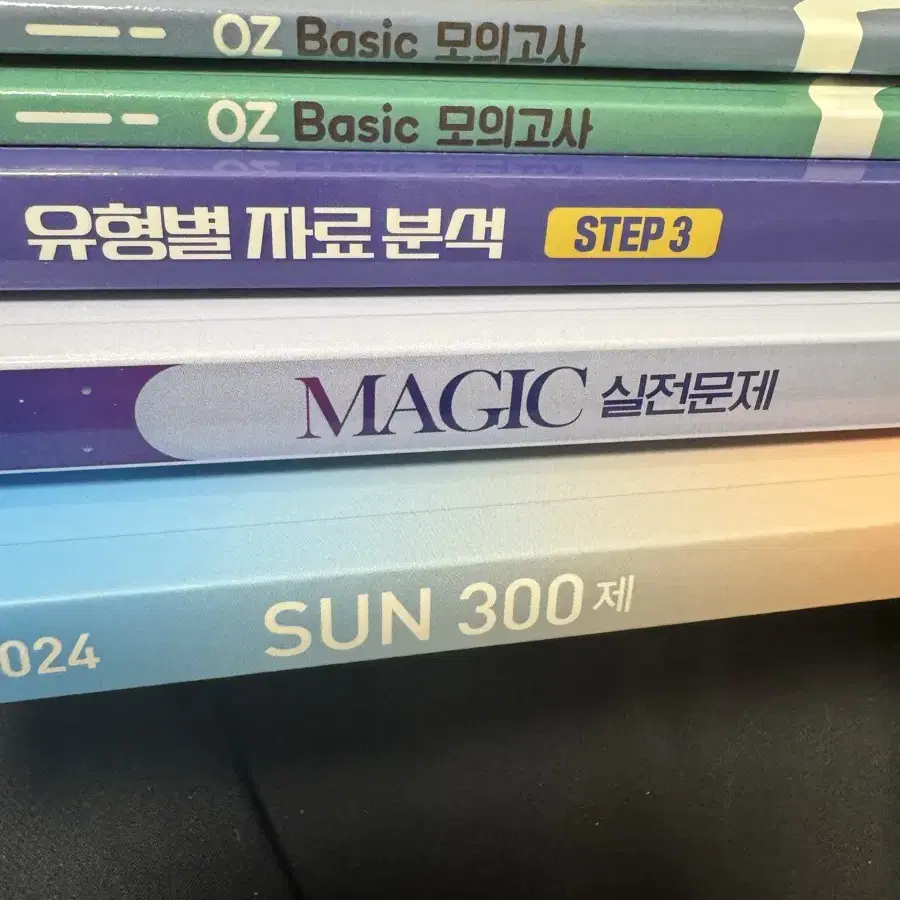 OZ Basic 모의고사
OZ Basic 모의고사
유형별 자료 분석 STEP 3
MAGIC 실전문제
024 SUN 300제